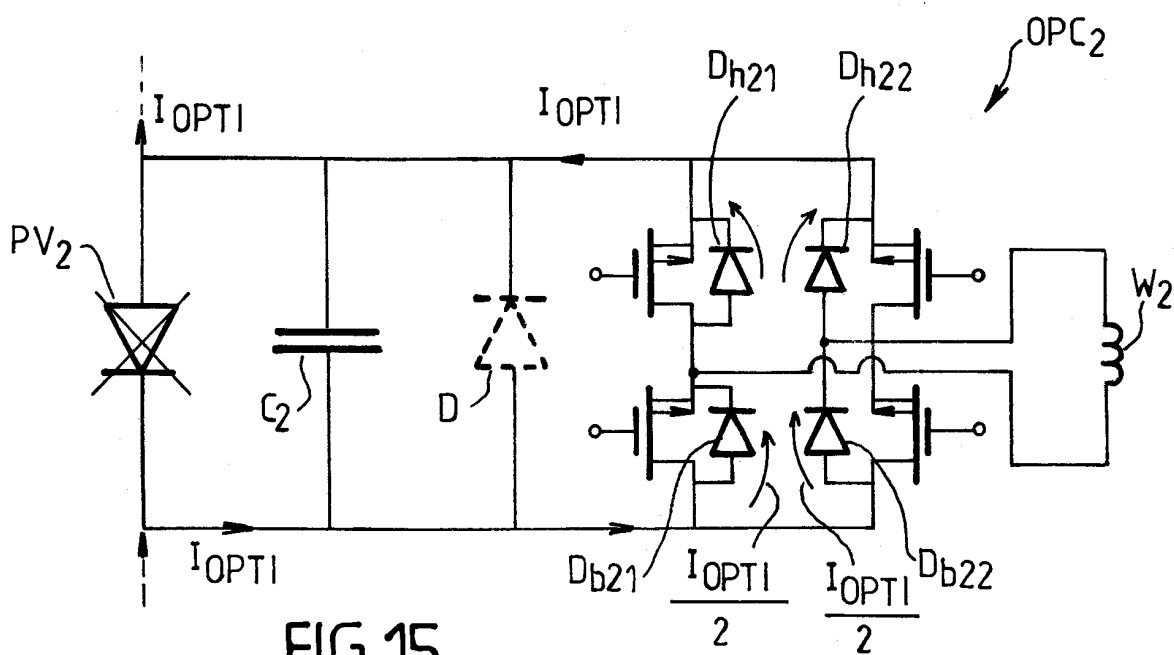 OPC2
Dh21
Dh22
IOPTI
IOPTI
PV2
W2
C2
D
IOPTI
Db21
IOPTI
2
IOPTI
2
Db22
FIG.15